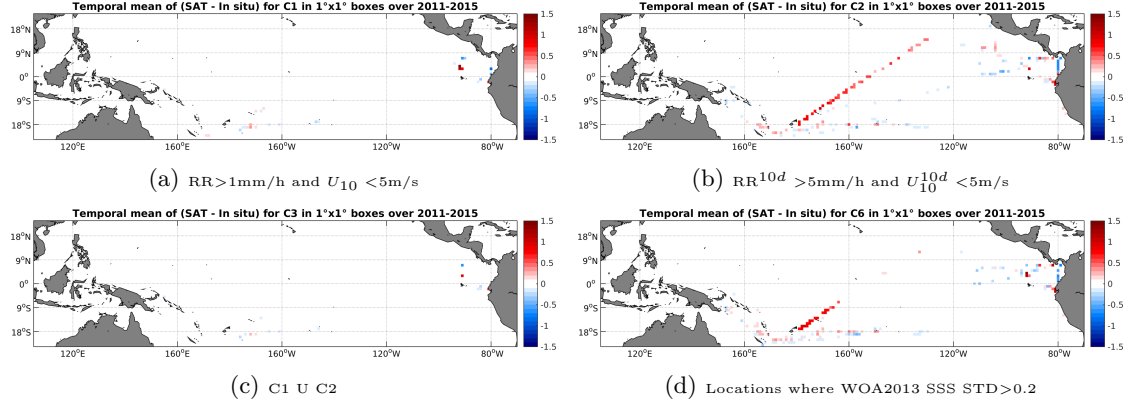 Temporal mean of (SAT - In situ) for C1 in 1°x1° boxes over 2011-2015
18°N
9°N
0°
9°S
18°S
120°E
160°E
160°W
120°W
80°W
1.5
1
0.5
0
-0.5
-1
-1.5
(a) RR>1mm/h and U10 <5m/s
Temporal mean of (SAT - In situ) for C2 in 1°x1° boxes over 2011-2015
18°N
9°N
0°
9°S
18°S
120°E
160°E
160°W
120°W
80°W
1.5
1
0.5
0
-0.5
-1
-1.5
(b) RR^10d >5mm/h and U10^10d <5m/s
Temporal mean of (SAT - In situ) for C3 in 1°x1° boxes over 2011-2015
18°N
9°N
0°
9°S
18°S
120°E
160°E
160°W
120°W
80°W
1.5
1
0.5
0
-0.5
-1
-1.5
(c) C1 U C2
Temporal mean of (SAT - In situ) for C6 in 1°x1° boxes over 2011-2015
18°N
9°N
0°
9°S
18°S
120°E
160°E
160°W
120°W
80°W
1.5
1
0.5
0
-0.5
-1
-1.5
(d) Locations where WOA2013 SSS STD>0.2